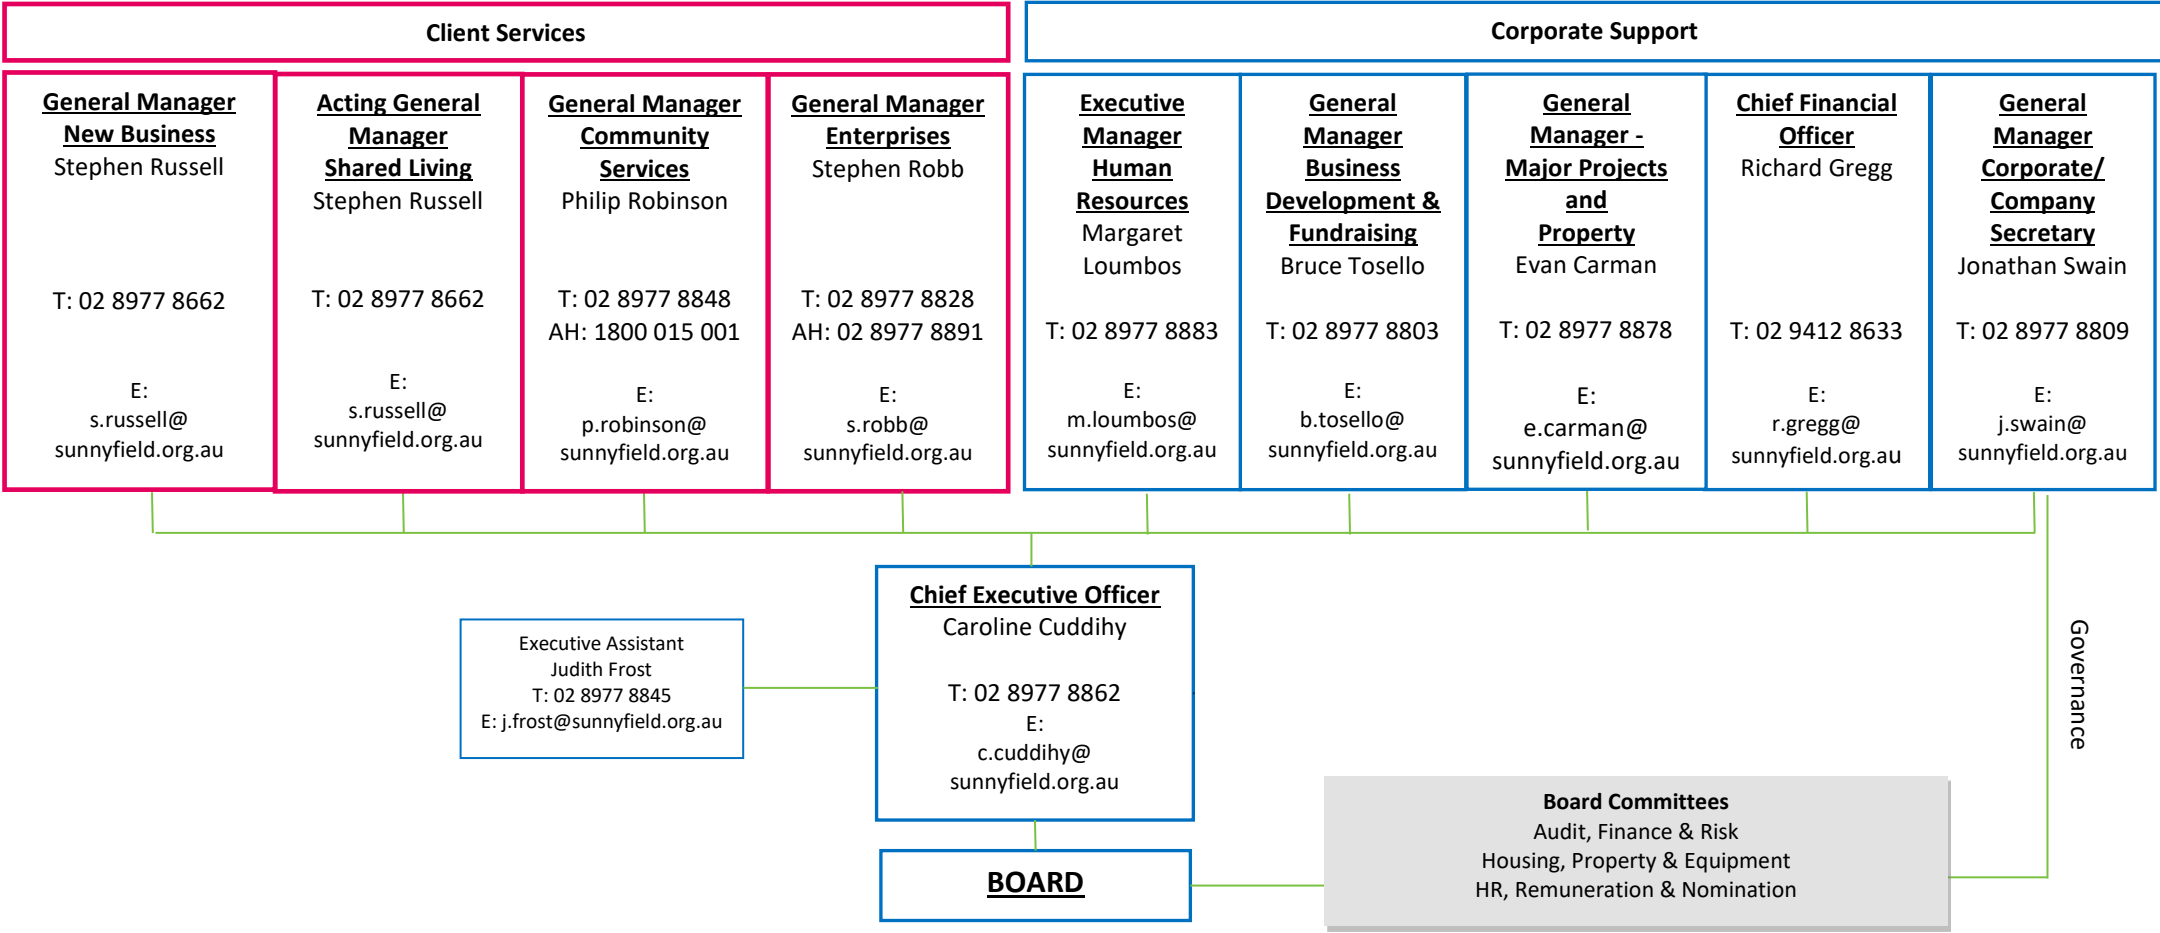 Client Services
Corporate Support
General Manager
New Business
Stephen Russell
T: 02 8977 8662
E:
s.russell@
sunnyfield.org.au
Acting General
Manager
Shared Living
Stephen Russell
T: 02 8977 8662
E:
s.russell@
sunnyfield.org.au
General Manager
Community
Services
Philip Robinson
T: 02 8977 8848
AH: 1800 015 001
E:
p.robinson@
sunnyfield.org.au
General Manager
Enterprises
Stephen Robb
T: 02 8977 8828
AH: 02 8977 8891
E:
s.robb@
sunnyfield.org.au
Executive
Manager
Human
Resources
Margaret
Loumbos
T: 02 8977 8883
E:
m.loumbos@
sunnyfield.org.au
General
Manager
Business
Development &
Fundraising
Bruce Tosello
T: 02 8977 8803
E:
b.tosello@
sunnyfield.org.au
General
Manager -
Major Projects
and
Property
Evan Carman
T: 02 8977 8878
E:
e.carman@
sunnyfield.org.au
Chief Financial
Officer
Richard Gregg
T: 02 9412 8633
E:
r.gregg@
sunnyfield.org.au
General
Manager
Corporate/
Company
Secretary
Jonathan Swain
T: 02 8977 8809
E:
j.swain@
sunnyfield.org.au
Chief Executive Officer
Caroline Cuddihy
T: 02 8977 8862
E:
c.cuddihy@
sunnyfield.org.au
Executive Assistant
Judith Frost
T: 02 8977 8845
E: j.frost@sunnyfield.org.au
Governance
Board Committees
Audit, Finance & Risk
Housing, Property & Equipment
HR, Remuneration & Nomination
BOARD